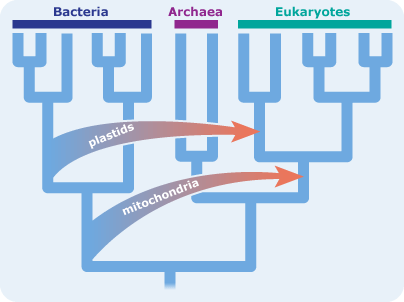 Bacteria
Archaea
Eukaryotes
plastids
mitochondria